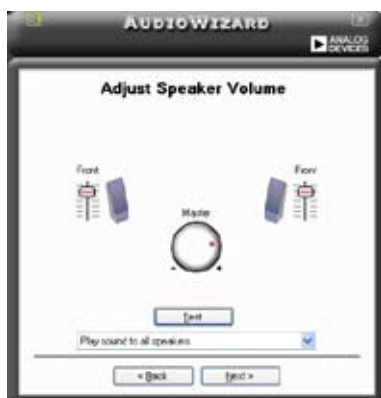 AUDIOWIZARD
ANALOG
DEVICES
Adjust Speaker Volume
Front
Front
Master
- +
Test
Play sound to all speakers
< Back
Next >